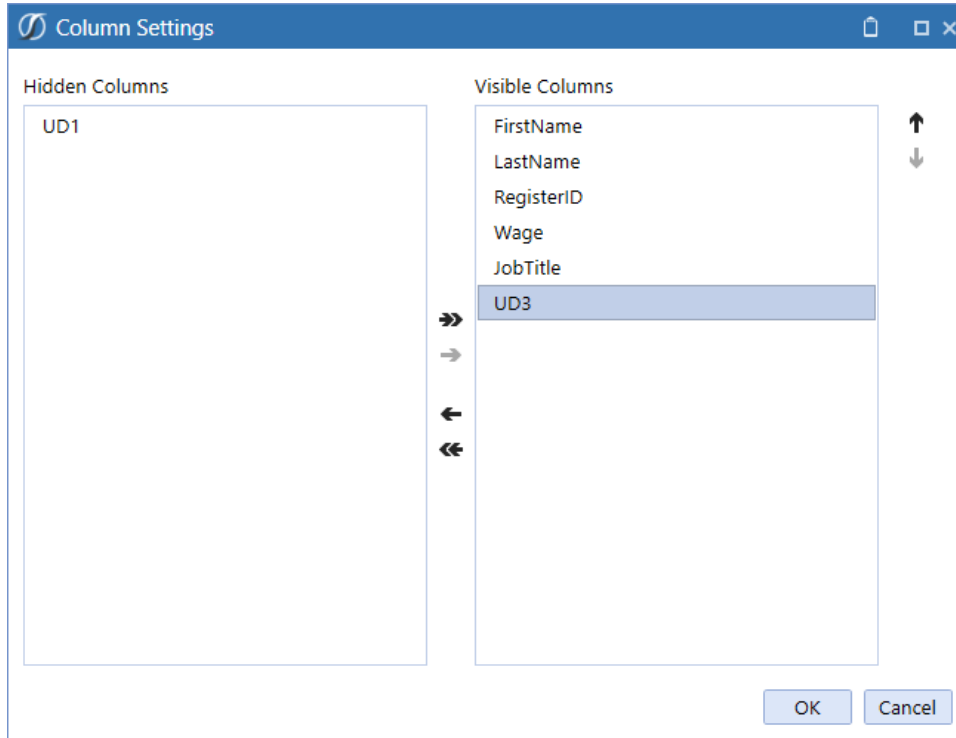 Column Settings
Hidden Columns
UD1
Visible Columns
FirstName
LastName
RegisterID
Wage
JobTitle
UD3
OK
Cancel